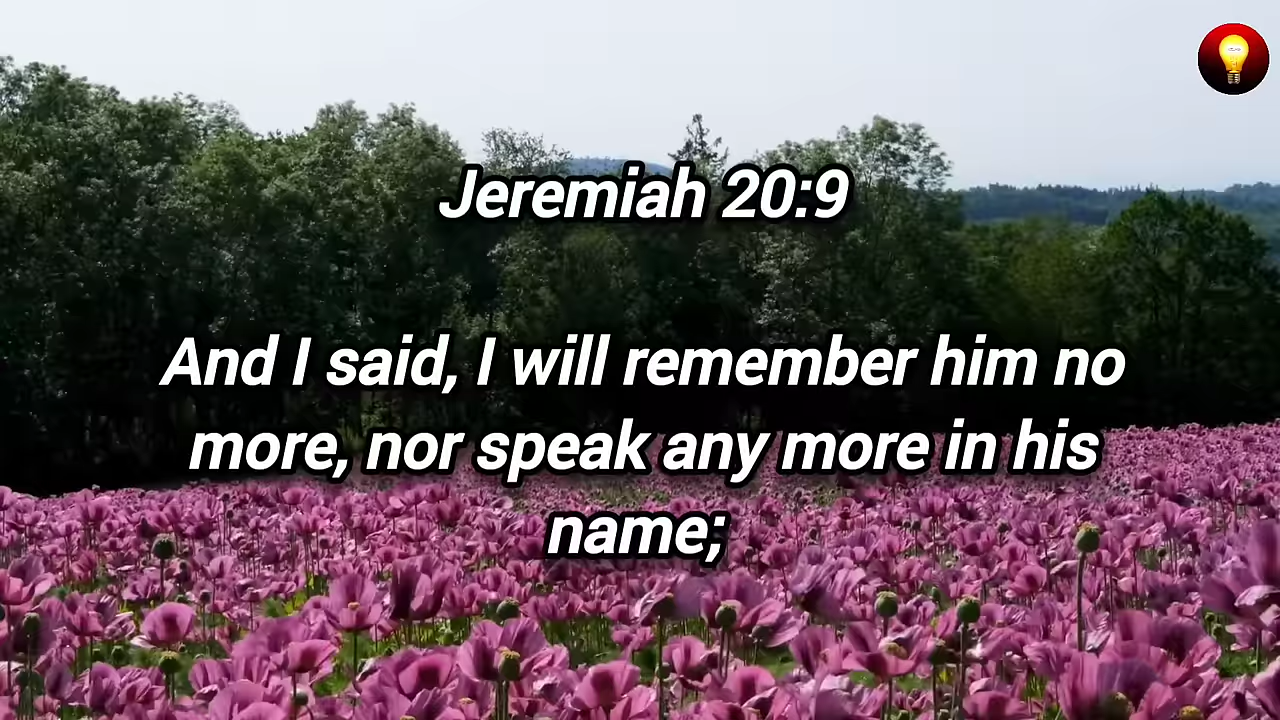 Jeremiah 20:9
And I said, I will remember him no
more, nor speak any more in his
name;